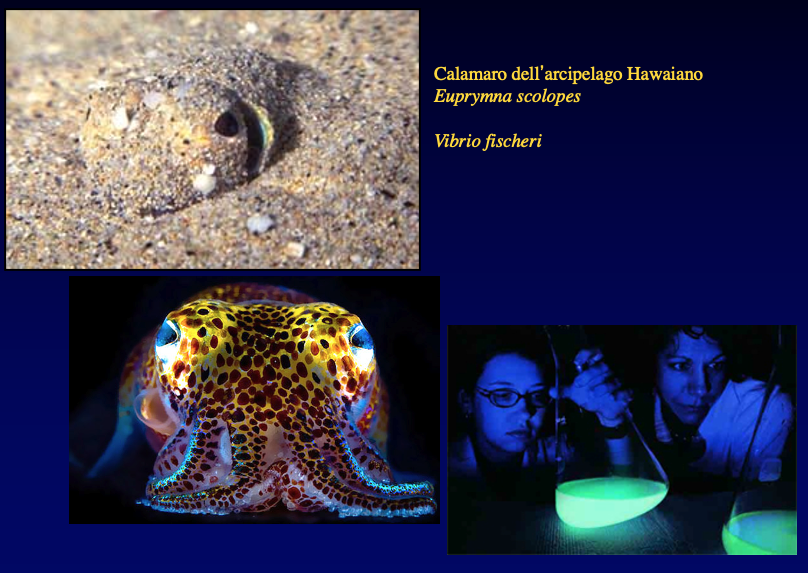 Calamaro dell'arcipelago Hawaiano
Euprymna scolopes
Vibrio fischeri